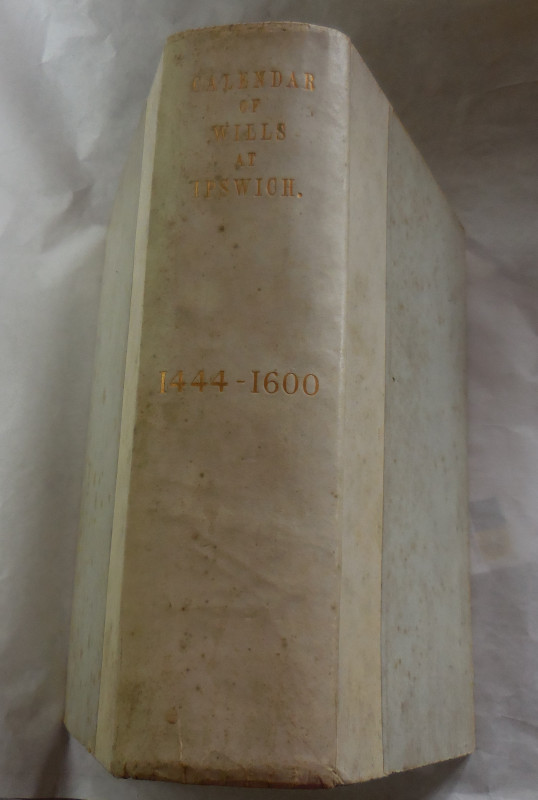 CALENDAR
OF
WILLS
AT
IPSWICH.
1444-1600